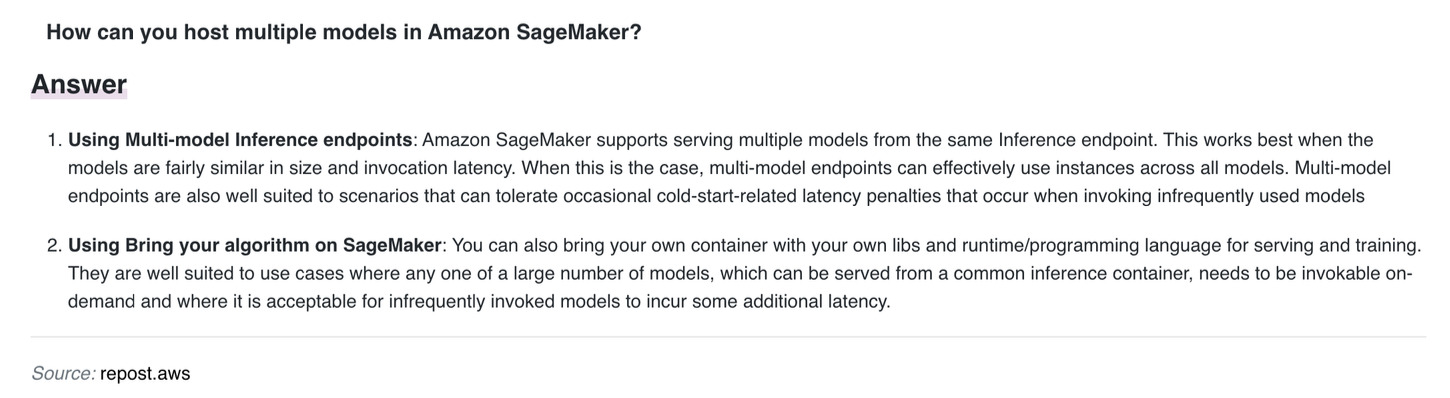 How can you host multiple models in Amazon SageMaker?
Answer
1. Using Multi-model Inference endpoints: Amazon SageMaker supports serving multiple models from the same Inference endpoint. This works best when the
models are fairly similar in size and invocation latency. When this is the case, multi-model endpoints can effectively use instances across all models. Multi-model
endpoints are also well suited to scenarios that can tolerate occasional cold-start-related latency penalties that occur when invoking infrequently used models
2. Using Bring your algorithm on SageMaker: You can also bring your own container with your own libs and runtime/programming language for serving and training.
They are well suited to use cases where any one of a large number of models, which can be served from a common inference container, needs to be invokable on-
demand and where it is acceptable for infrequently invoked models to incur some additional latency.
Source: repost.aws